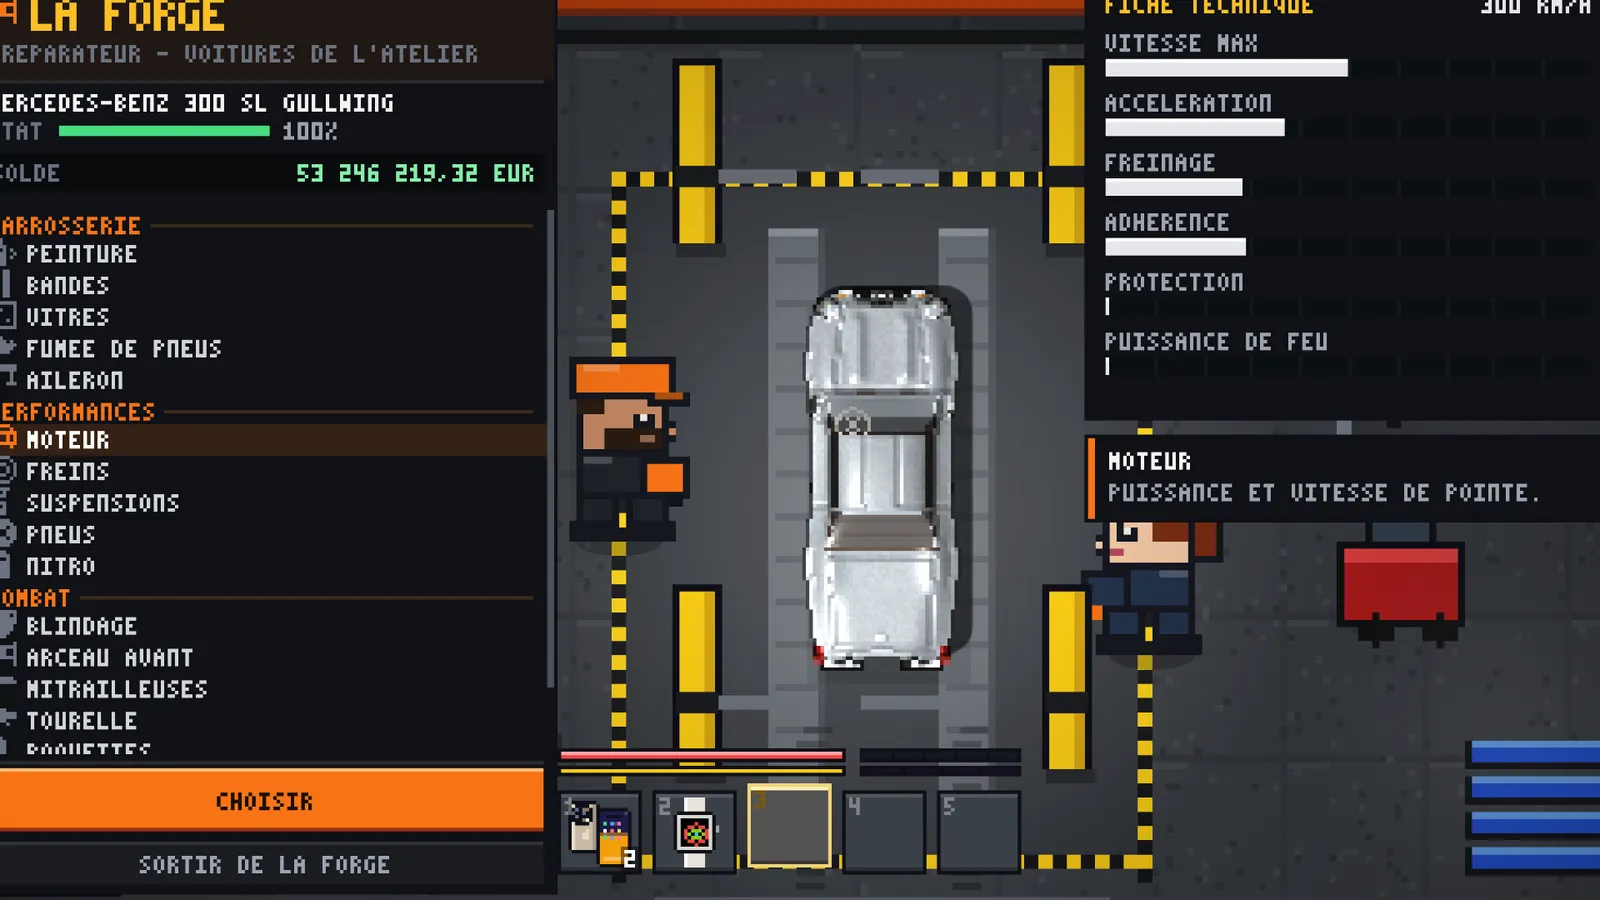 LA FORGE
REPARATEUR - VOITURES DE L'ATELIER
ERCEDES-BENZ 300 SL GULLWING
TAT 100%
OLDE 53 246 219,32 EUR
ARROSSERIE
PEINTURE
BANDES
VITRES
FUMEE DE PNEUS
AILERON
ERFORMANCES
MOTEUR
FREINS
SUSPENSIONS
PNEUS
NITRO
OMBAT
BLINDAGE
ARCEAU AVANT
MITRAILLEUSES
TOURELLE
ROQUETTES
CHOISIR
SORTIR DE LA FORGE
FICHE TECHNIQUE 300 KM/H
VITESSE MAX
ACCELERATION
FREINAGE
ADHERENCE
PROTECTION
PUISSANCE DE FEU
MOTEUR
PUISSANCE ET VITESSE DE POINTE.
1 2 3 4 5
2